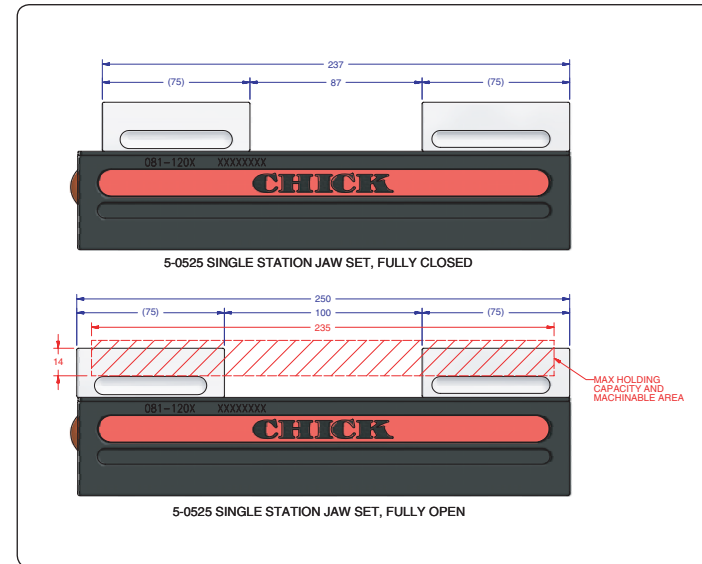 237
(75) 87 (75)
081-120X XXXXXXXX
CHICK
5-0525 SINGLE STATION JAW SET, FULLY CLOSED
250
(75) 100 (75)
235
14
MAX HOLDING
CAPACITY AND
MACHINABLE AREA
081-120X XXXXXXXX
CHICK
5-0525 SINGLE STATION JAW SET, FULLY OPEN